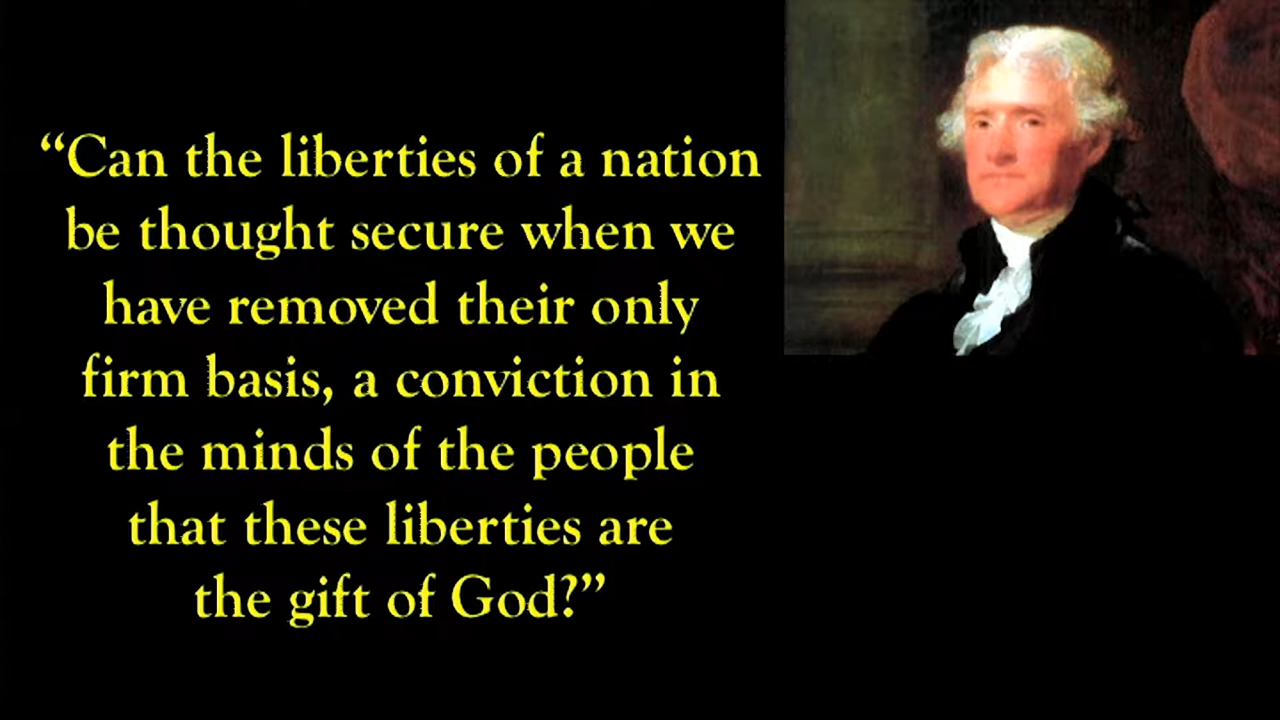 “Can the liberties of a nation
be thought secure when we
have removed their only
firm basis, a conviction in
the minds of the people
that these liberties are
the gift of God?”